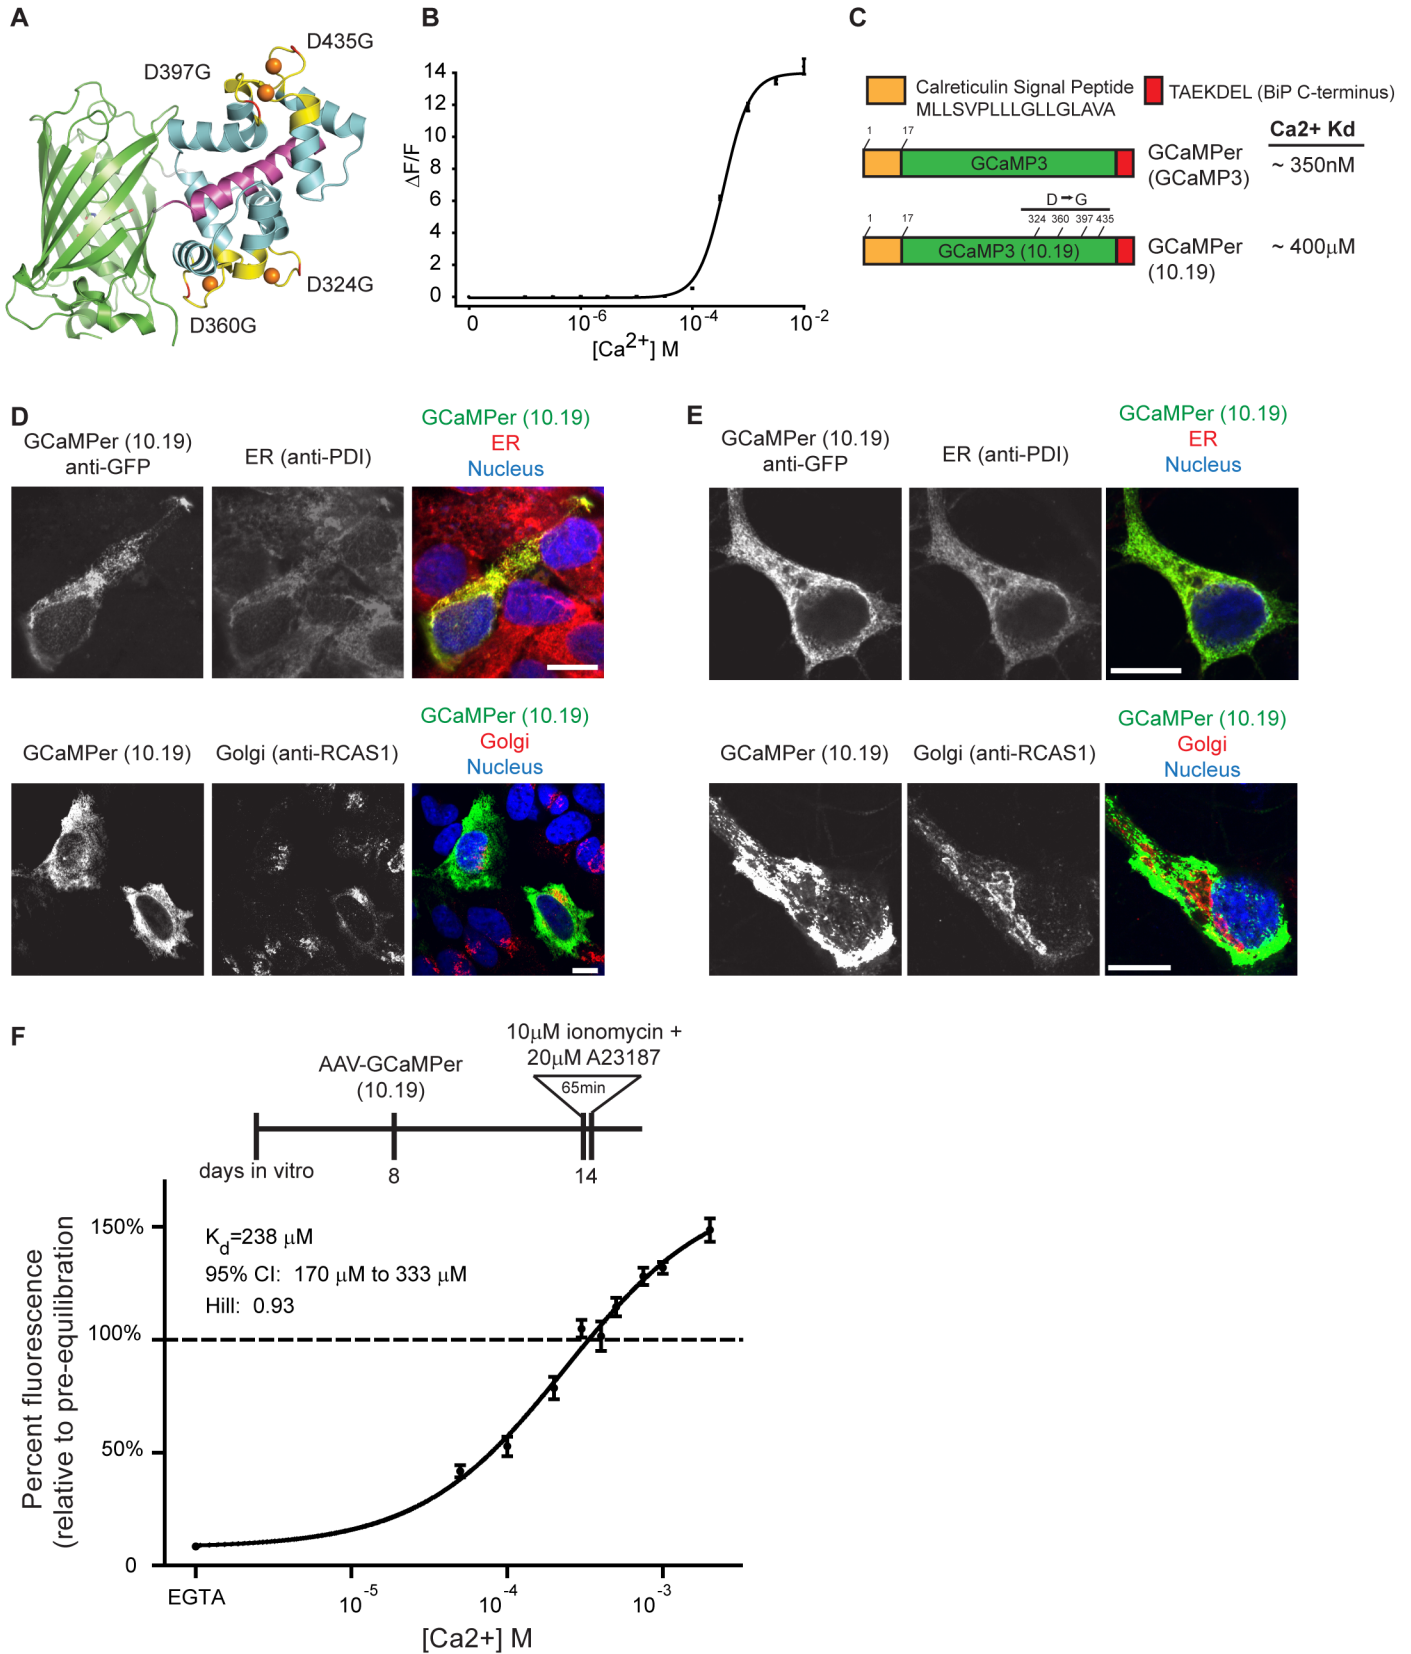 A
D435G
D397G
D324G
D360G
B
14
12
10
8
6
4
2
0
ΔF/F
0
10-6
10-4
10-2
[Ca2+] M
C
Calreticulin Signal Peptide
MLLSVPLLLGLLGLAVA
TAEKDEL (BiP C-terminus)
Ca2+ Kd
1
17
GCaMP3
GCaMPer
(GCaMP3)
~ 350nM
D→G
1
17
324
360
397
435
GCaMP3 (10.19)
GCaMPer
(10.19)
~ 400µM
D
GCaMPer (10.19)
anti-GFP
ER (anti-PDI)
GCaMPer (10.19)
ER
Nucleus
GCaMPer (10.19)
Golgi (anti-RCAS1)
GCaMPer (10.19)
Golgi
Nucleus
E
GCaMPer (10.19)
anti-GFP
ER (anti-PDI)
GCaMPer (10.19)
ER
Nucleus
GCaMPer (10.19)
Golgi (anti-RCAS1)
GCaMPer (10.19)
Golgi
Nucleus
F
AAV-GCaMPer
(10.19)
10µM ionomycin +
20µM A23187
65min
days in vitro
8
14
Kd=238 µM
95% CI: 170 µM to 333 µM
Hill: 0.93
150%
100%
50%
0
Percent fluorescence
(relative to pre-equilibration)
EGTA
10-5
10-4
10-3
[Ca2+] M